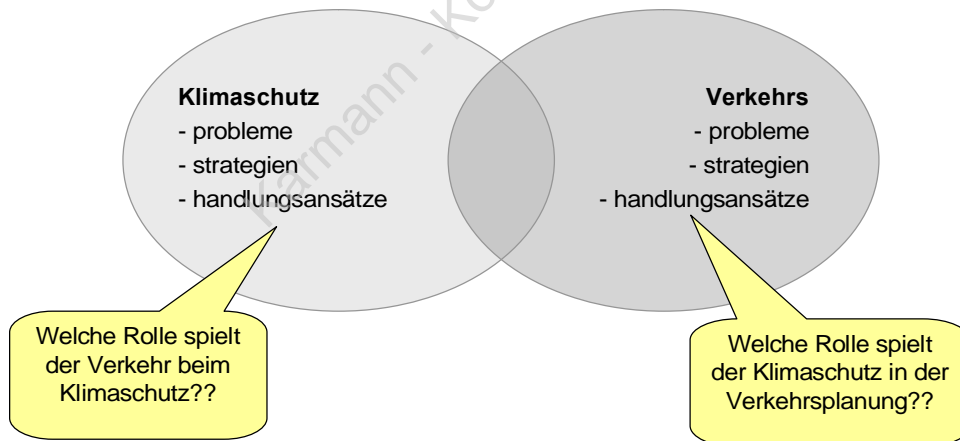 Karmann -
Klimaschutz
- probleme
- strategien
- handlungsansätze
Verkehrs
- probleme
- strategien
- handlungsansätze
Welche Rolle spielt
der Verkehr beim
Klimaschutz??
Welche Rolle spielt
der Klimaschutz in der
Verkehrsplanung??